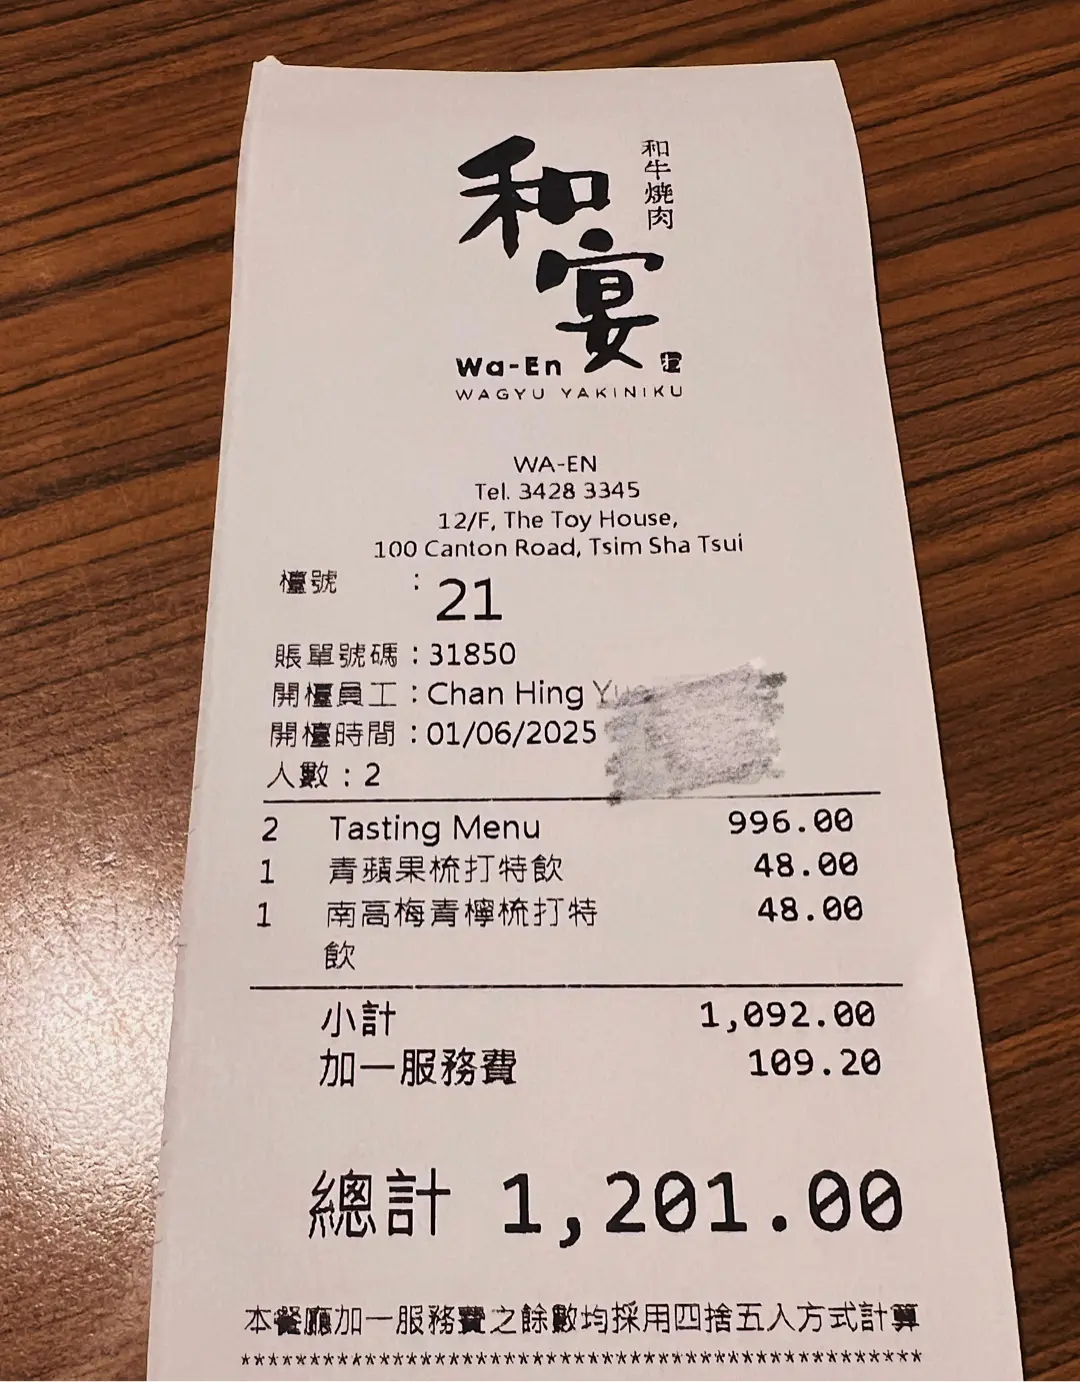 和宴
和牛燒肉
Wa-En
WAGYU YAKINIKU
WA-EN
Tel. 3428 3345
12/F, The Toy House,
100 Canton Road, Tsim Sha Tsui
檯號 : 21
賬單號碼：31850
開檯員工：Chan Hing
開檯時間：01/06/2025
人數：2
2 Tasting Menu 996.00
1 青蘋果梳打特飲 48.00
1 南高梅青檸梳打特 48.00
飲
小計 1,092.00
加一服務費 109.20
總計 1,201.00
本餐廳加一服務費之餘數均採用四捨五入方式計算
**************************************************